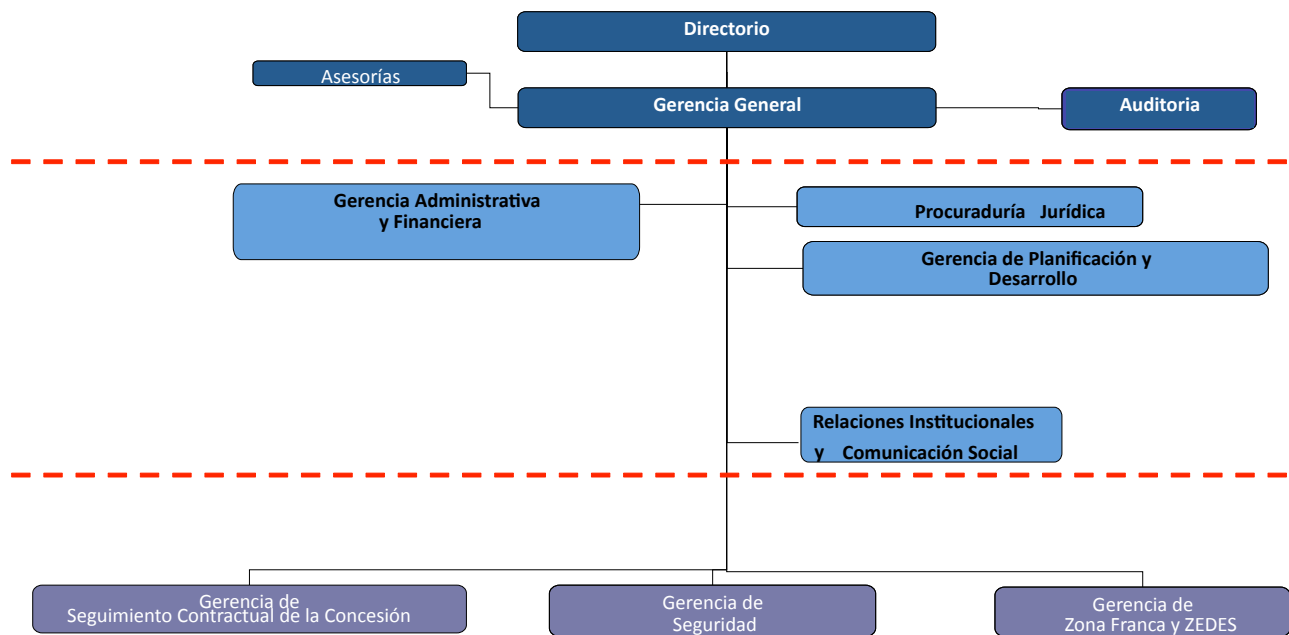 Directorio
Asesorías
Gerencia General
Auditoria
Gerencia Administrativa
y Financiera
Procuraduría Jurídica
Gerencia de Planificación y
Desarrollo
Relaciones Institucionales
y Comunicación Social
Gerencia de
Seguimiento Contractual de la Concesión
Gerencia de
Seguridad
Gerencia de
Zona Franca y ZEDES